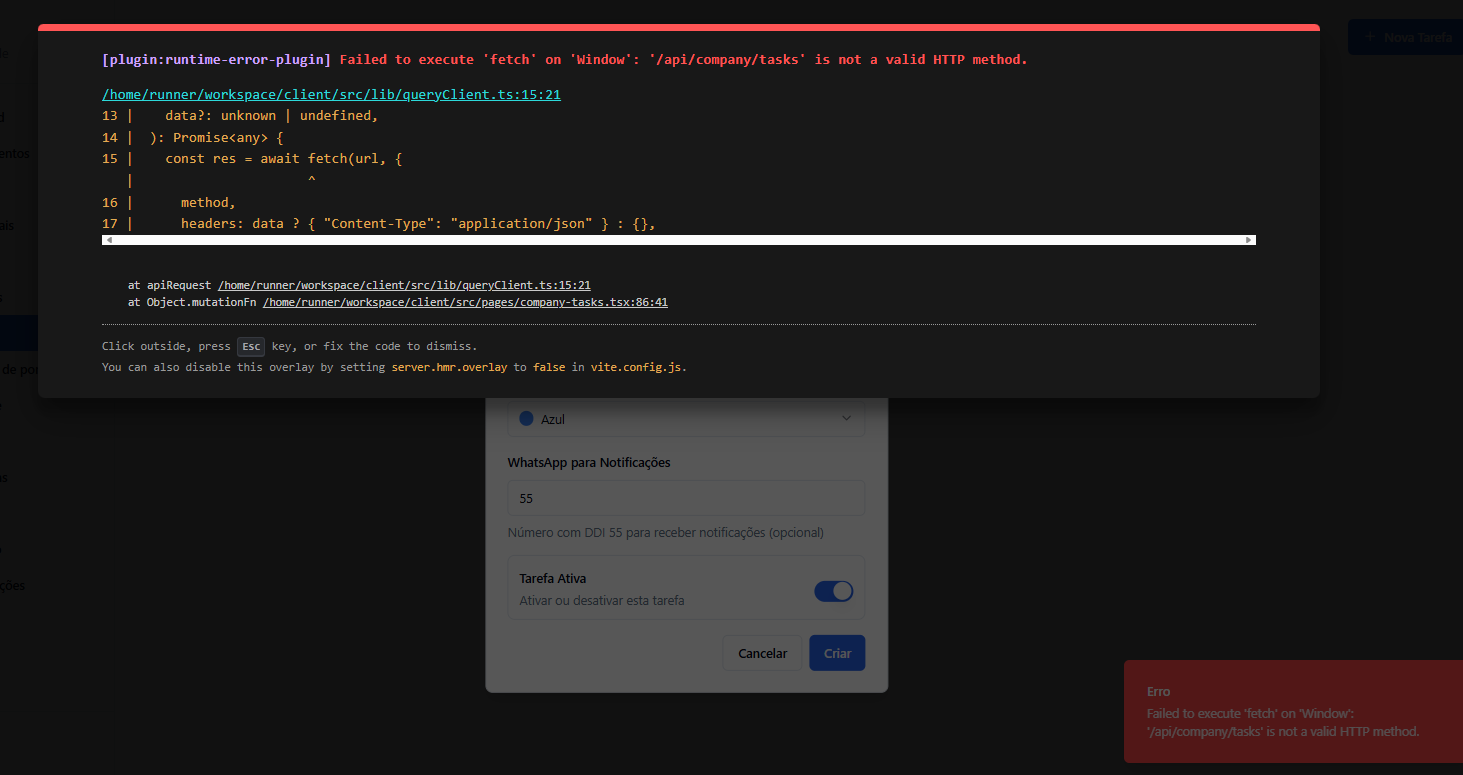 + Nova Tarefa
[plugin:runtime-error-plugin] Failed to execute 'fetch' on 'Window': '/api/company/tasks' is not a valid HTTP method.
/home/runner/workspace/client/src/lib/queryClient.ts:15:21
13 |    data?: unknown | undefined,
14 |  ): Promise<any> {
15 |    const res = await fetch(url, {
   |                      ^
16 |      method,
17 |      headers: data ? { "Content-Type": "application/json" } : {},
at apiRequest /home/runner/workspace/client/src/lib/queryClient.ts:15:21
at Object.mutationFn /home/runner/workspace/client/src/pages/company-tasks.tsx:86:41
Click outside, press Esc key, or fix the code to dismiss.
You can also disable this overlay by setting server.hmr.overlay to false in vite.config.js.
entos
ais
de po
ções
Azul
WhatsApp para Notificações
55
Número com DDI 55 para receber notificações (opcional)
Tarefa Ativa
Ativar ou desativar esta tarefa
Cancelar
Criar
Erro
Failed to execute 'fetch' on 'Window':
'/api/company/tasks' is not a valid HTTP method.